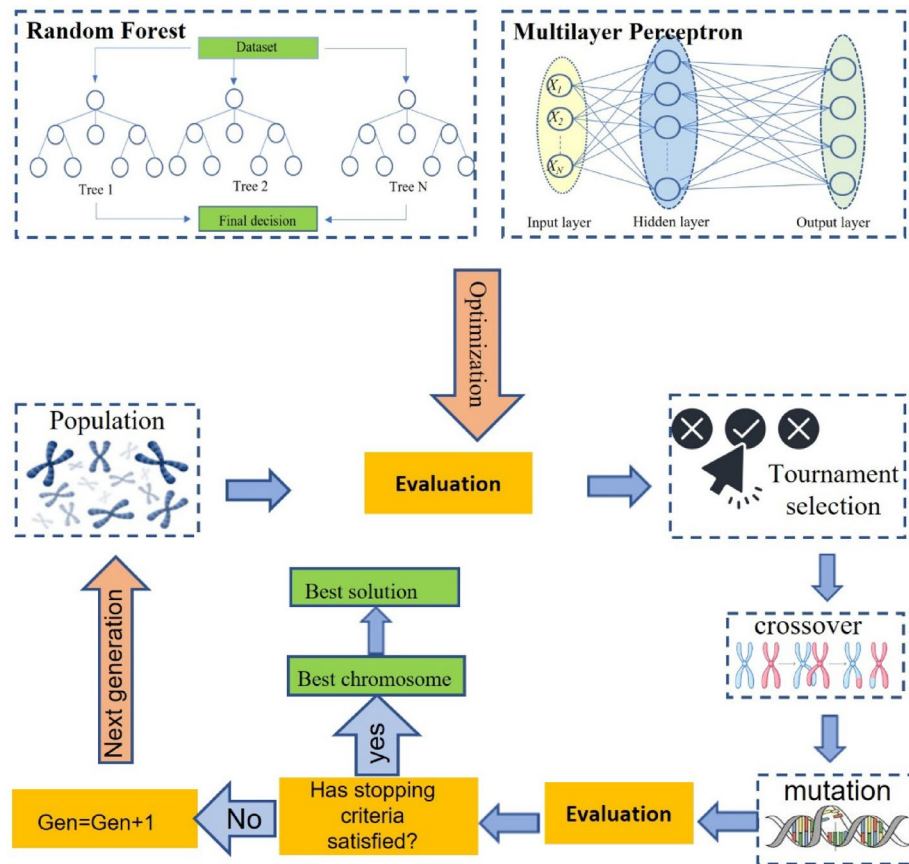 Random Forest
Dataset
Tree 1
Tree 2
Tree N
Final decision
Multilayer Perceptron
X1
X2
XN
Input layer
Hidden layer
Output layer
Optimization
Population
Evaluation
Tournament
selection
crossover
mutation
Evaluation
Has stopping
criteria
satisfied?
yes
Best chromosome
Best solution
No
Gen=Gen+1
Next generation